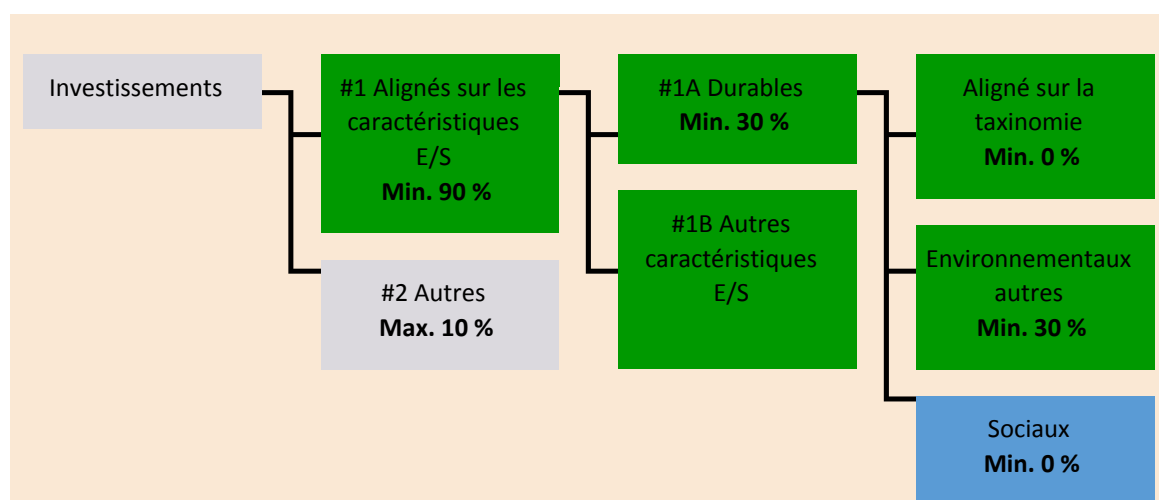 Investissements
#1 Alignés sur les
caractéristiques
E/S
Min. 90 %
#2 Autres
Max. 10 %
#1A Durables
Min. 30 %
#1B Autres
caractéristiques
E/S
Aligné sur la
taxinomie
Min. 0 %
Environnementaux
autres
Min. 30 %
Sociaux
Min. 0 %